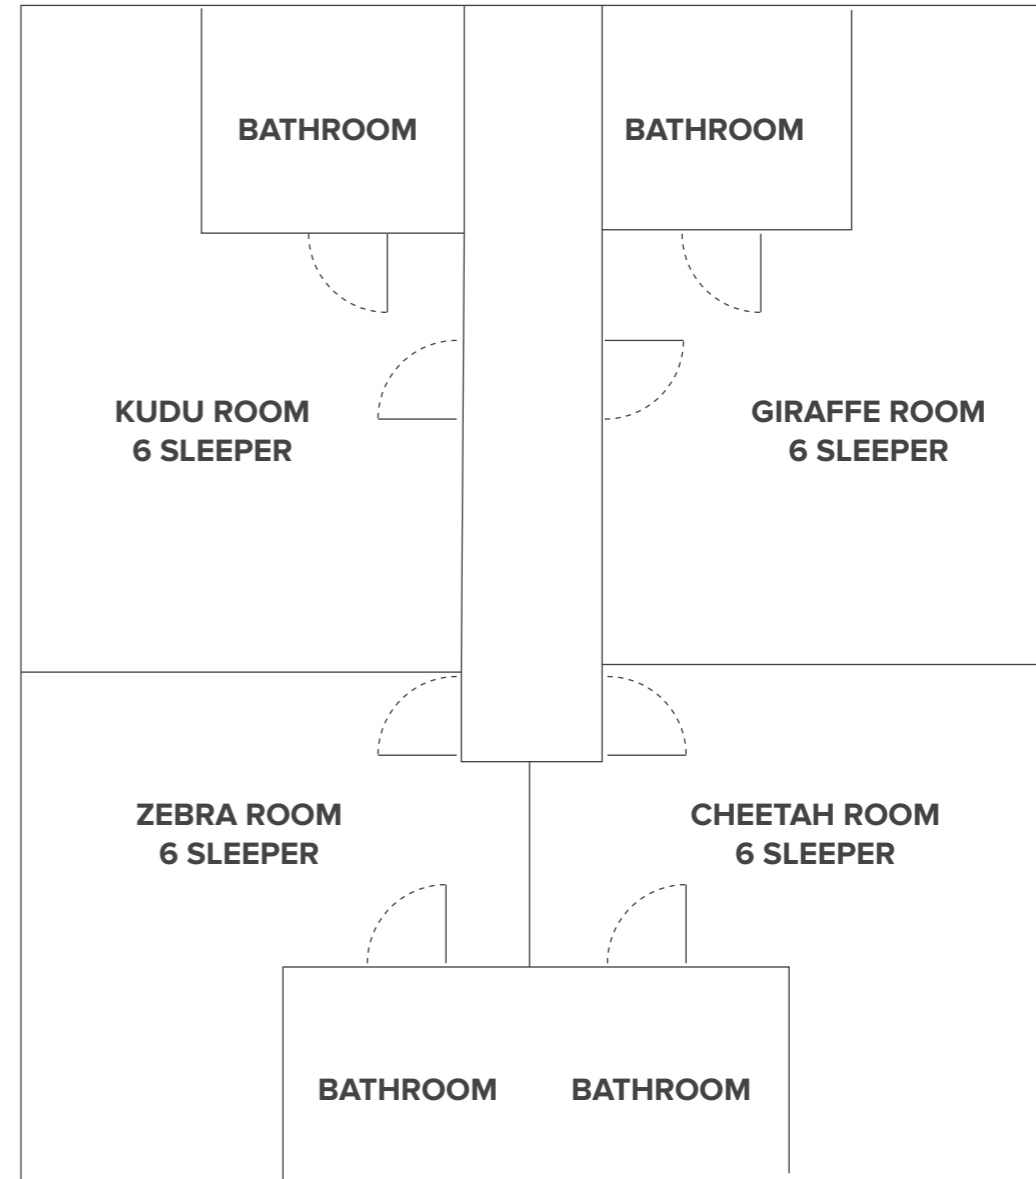 BATHROOM
BATHROOM
KUDU ROOM
6 SLEEPER
GIRAFFE ROOM
6 SLEEPER
ZEBRA ROOM
6 SLEEPER
CHEETAH ROOM
6 SLEEPER
BATHROOM
BATHROOM